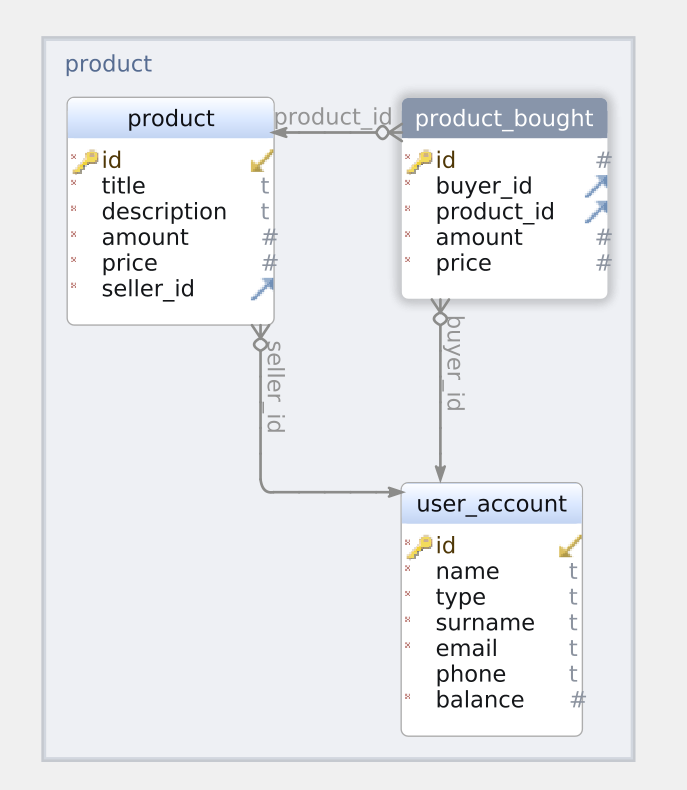 product
product
id
title t
description t
amount #
price #
seller_id
product_id
product_bought
id #
buyer_id
product_id
amount #
price #
seller_id
buyer_id
user_account
id
name t
type t
surname t
email t
phone t
balance #